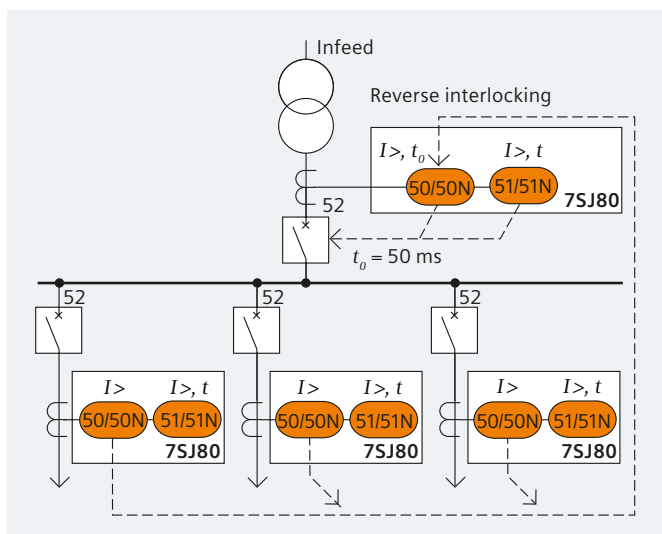 Infeed
Reverse interlocking
I>, t₀ I>, t
50/50N 51/51N
7SJ80
52
t₀ = 50 ms
52 52 52
I> I>, t I> I>, t I> I>, t
50/50N 51/51N 50/50N 51/51N 50/50N 51/51N
7SJ80 7SJ80 7SJ80